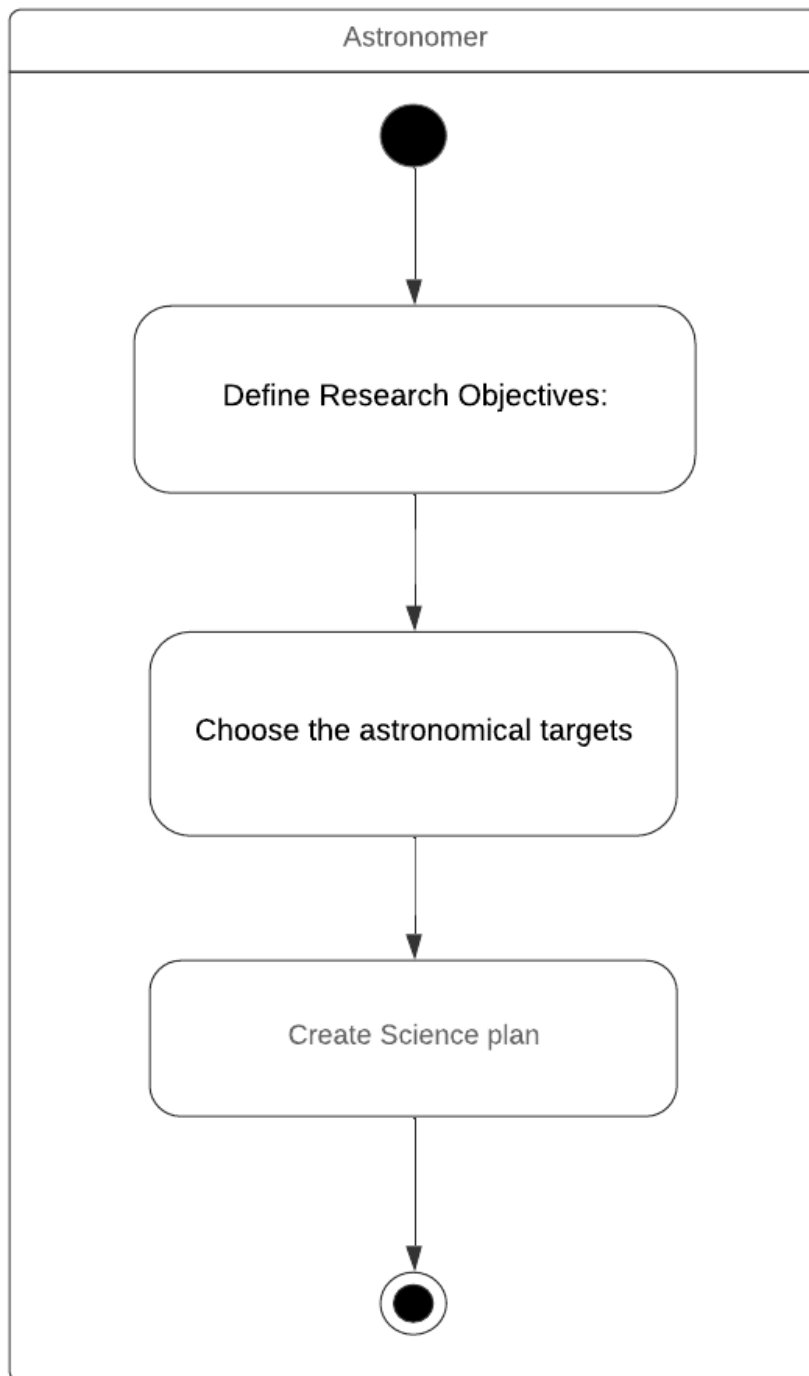 Astronomer
Define Research Objectives:
Choose the astronomical targets
Create Science plan